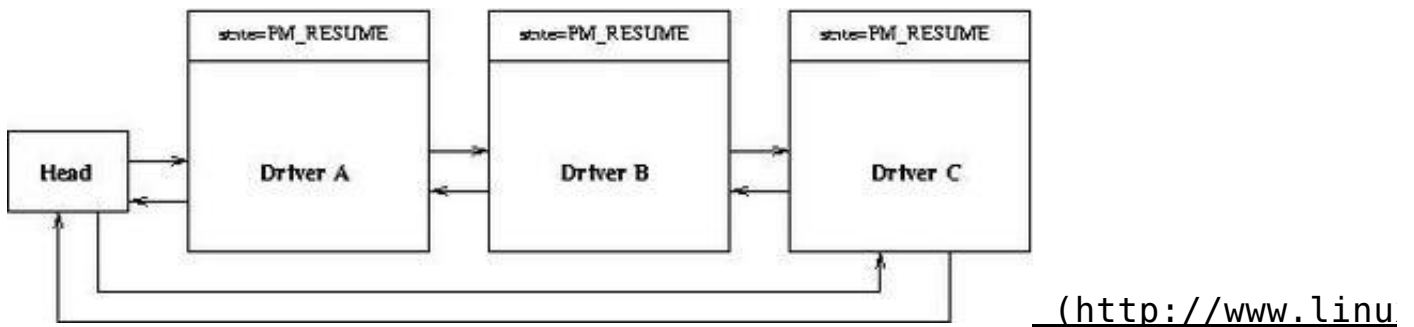 state=PM_RESUME state=PM_RESUME state=PM_RESUME
Head Driver A Driver B Driver C
(http://www.linu